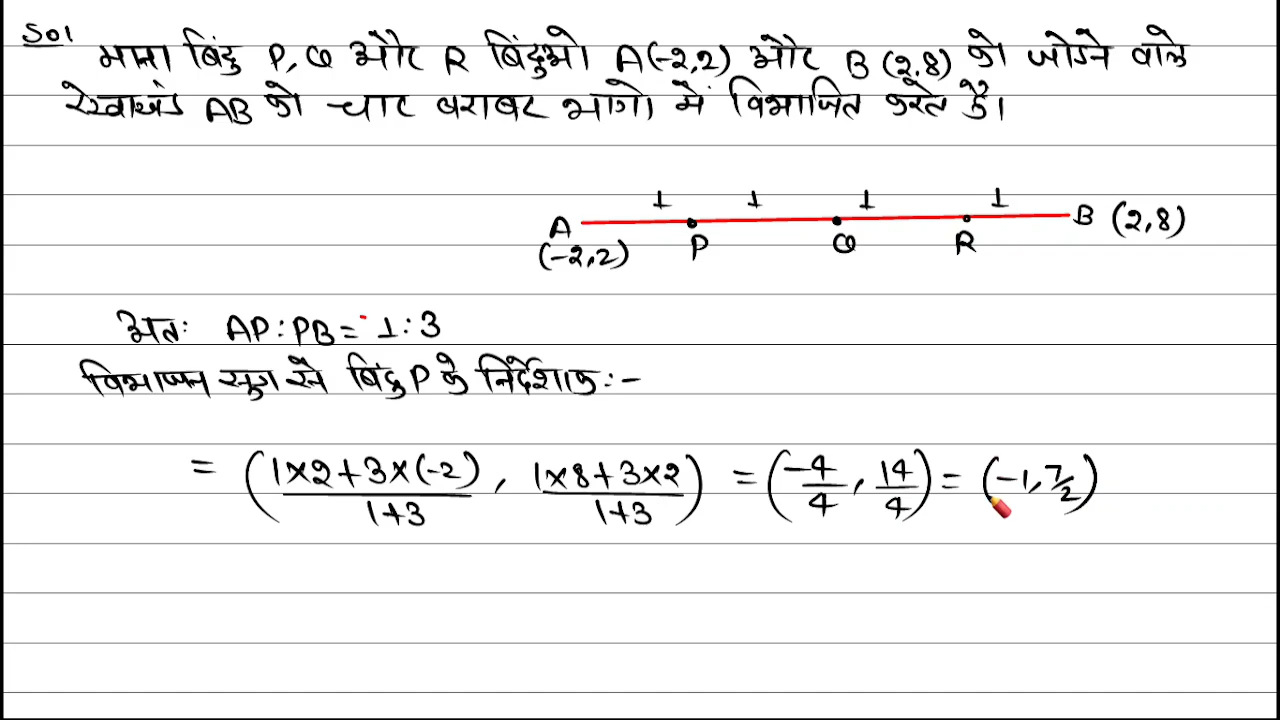 Sol
माना बिंदु P, Q और R बिंदुओं A(-2,2) और B (2,8) को जोड़ने वाले
रेखाखंड AB को चार बराबर भागों में विभाजित करते हैं।
1 1 1 1
A P Q R B (2,8)
(-2,2)
अतः AP:PB= 1:3
विभाजन सूत्र से बिंदु P के निर्देशांक :-
= ( (1×2+3×(-2))/(1+3) , (1×8+3×2)/(1+3) ) = ( -4/4 , 14/4 ) = (-1, 7/2)